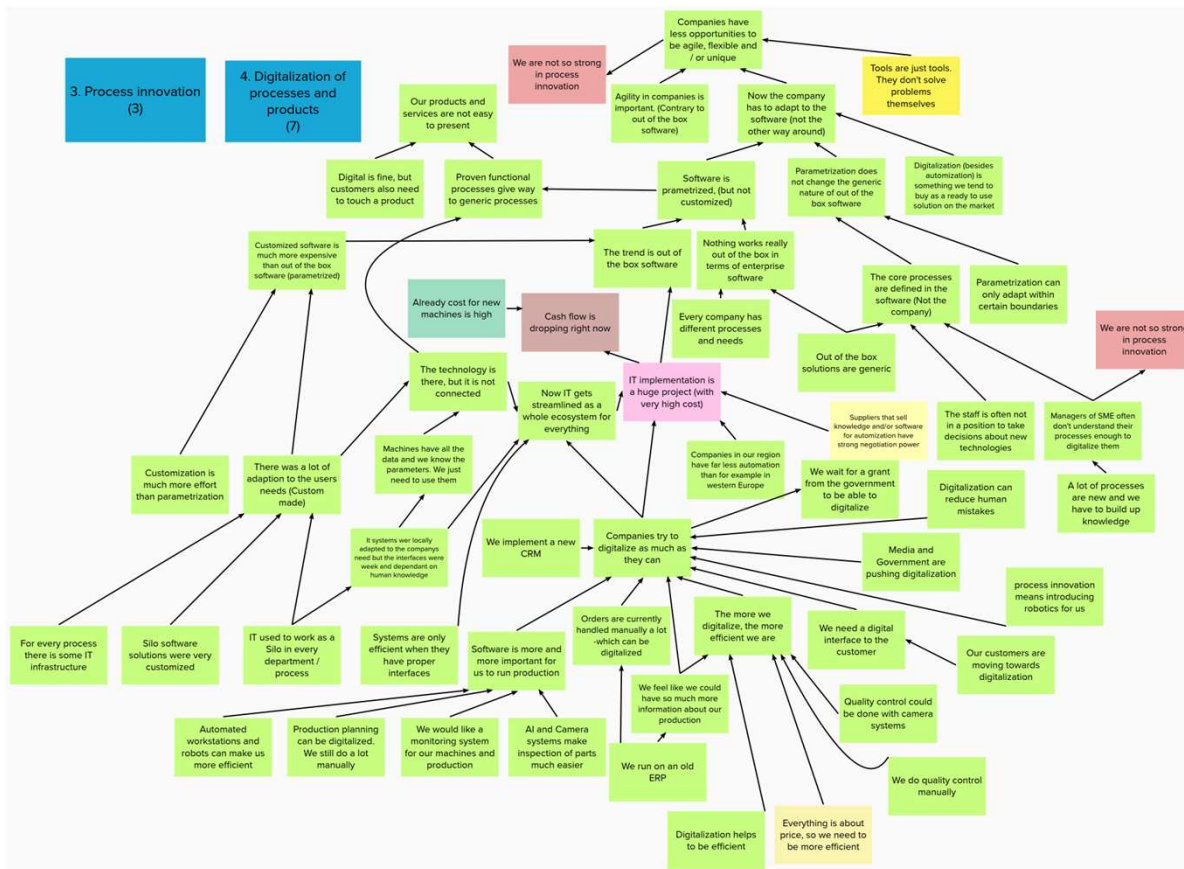 Companies have
less opportunities to
be agile, flexible and
/ or unique
We are not so strong
in process
innovation
Tools are just tools.
They don't solve
problems
themselves
3. Process innovation
(3)
4. Digitalization of
processes and
products
(7)
Our products and
services are not easy
to present
Agility in companies is
important. (Contrary to
out of the box
software)
Now the company
has to adapt to the
software (not the
other way around)
Digital is fine, but
customers also need
to touch a product
Proven functional
processes give way
to generic processes
Software is
prametrized, (but not
customized)
Parametrization does
not change the generic
nature of out of the
box software
Digitalization (besides
automization) is
something we tend to
buy as a ready to use
solution on the market
Customized software is
much more expensive
than out of the box
software (parametrized)
The trend is out of
the box software
Nothing works really
out of the box in
terms of enterprise
software
The core processes
are defined in the
software (Not the
company)
Parametrization can
only adapt within
certain boundaries
Already cost for new
machines is high
Cash flow is
dropping right now
Every company has
different processes
and needs
Out of the box
solutions are generic
We are not so strong
in process
innovation
The technology is
there, but it is not
connected
Now IT gets
streamlined as a
whole ecosystem for
everything
IT implementation is
a huge project (with
very high cost)
Suppliers that sell
knowledge and/or software
for automization have
strong negotiation power
The staff is often not
in a position to take
decisions about new
technologies
Managers of SME often
don't understand their
processes enough to
digitalize them
Customization is
much more effort
than parametrization
There was a lot of
adaption to the users
needs (Custom
made)
Machines have all the
data and we know the
parameters. We just
need to use them
Companies in our region
have far less automation
than for example in
western Europe
We wait for a grant
from the government
to be able to
digitalize
Digitalization can
reduce human
mistakes
A lot of processes
are new and we
have to build up
knowledge
It systems wer locally
adapted to the companys
need but the interfaces were
week and dependant on
human knowledge
We implement a new
CRM
Companies try to
digitalize as much as
they can
Media and
Government are
pushing digitalization
process innovation
means introducing
robotics for us
For every process
there is some IT
infrastructure
Silo software
solutions were very
customized
IT used to work as a
Silo in every
department /
process
Systems are only
efficient when they
have proper
interfaces
Software is more and
more important for
us to run production
Orders are currently
handled manually a lot
-which can be
digitalized
The more we
digitalize, the more
efficient we are
We need a digital
interface to the
customer
Our customers are
moving towards
digitalization
We feel like we could
have so much more
information about our
production
Quality control could
be done with camera
systems
Automated
workstations and
robots can make us
more efficient
Production planning
can be digitalized.
We still do a lot
manually
We would like a
monitoring system
for our machines and
production
AI and Camera
systems make
inspection of parts
much easier
We run on an old
ERP
We do quality control
manually
Digitalization helps
to be efficient
Everything is about
price, so we need to
be more efficient